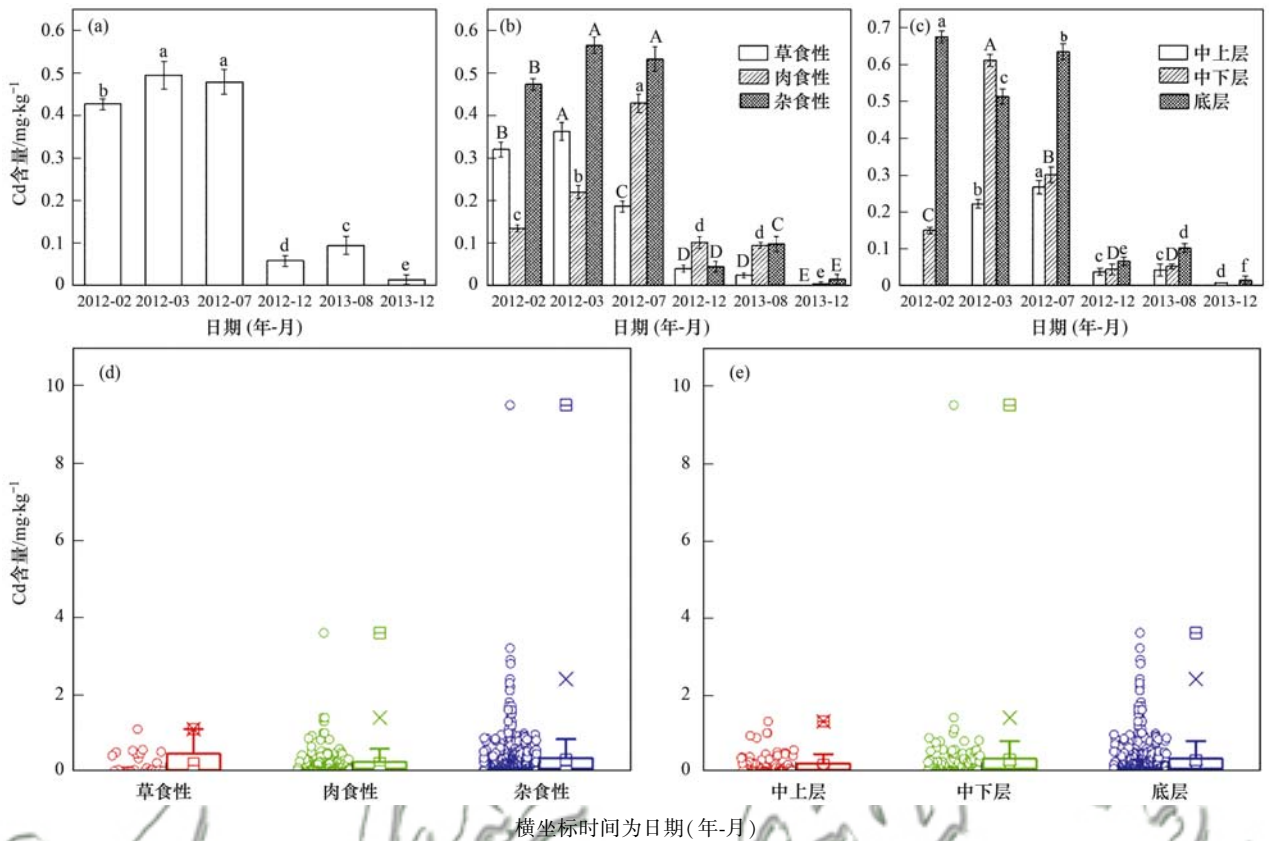 (a)
Cd含量/mg·kg⁻¹
0.6
0.5
0.4
0.3
0.2
0.1
0
b
a
a
d
c
e
2012-02 2012-03 2012-07 2012-12 2013-08 2013-12
日期(年-月)
(b)
0.6
0.5
0.4
0.3
0.2
0.1
0
草食性
肉食性
杂食性
B c B
A b A
C a A
D d D
D d C
E e E
2012-02 2012-03 2012-07 2012-12 2013-08 2013-12
日期(年-月)
(c)
0.7
0.6
0.5
0.4
0.3
0.2
0.1
0
中上层
中下层
底层
C a
b A c
a B b
c D e
c D d
d f
2012-02 2012-03 2012-07 2012-12 2013-08 2013-12
日期(年-月)
(d)
Cd含量/mg·kg⁻¹
10
8
6
4
2
0
草食性 肉食性 杂食性
(e)
10
8
6
4
2
0
中上层 中下层 底层
横坐标时间为日期(年-月)